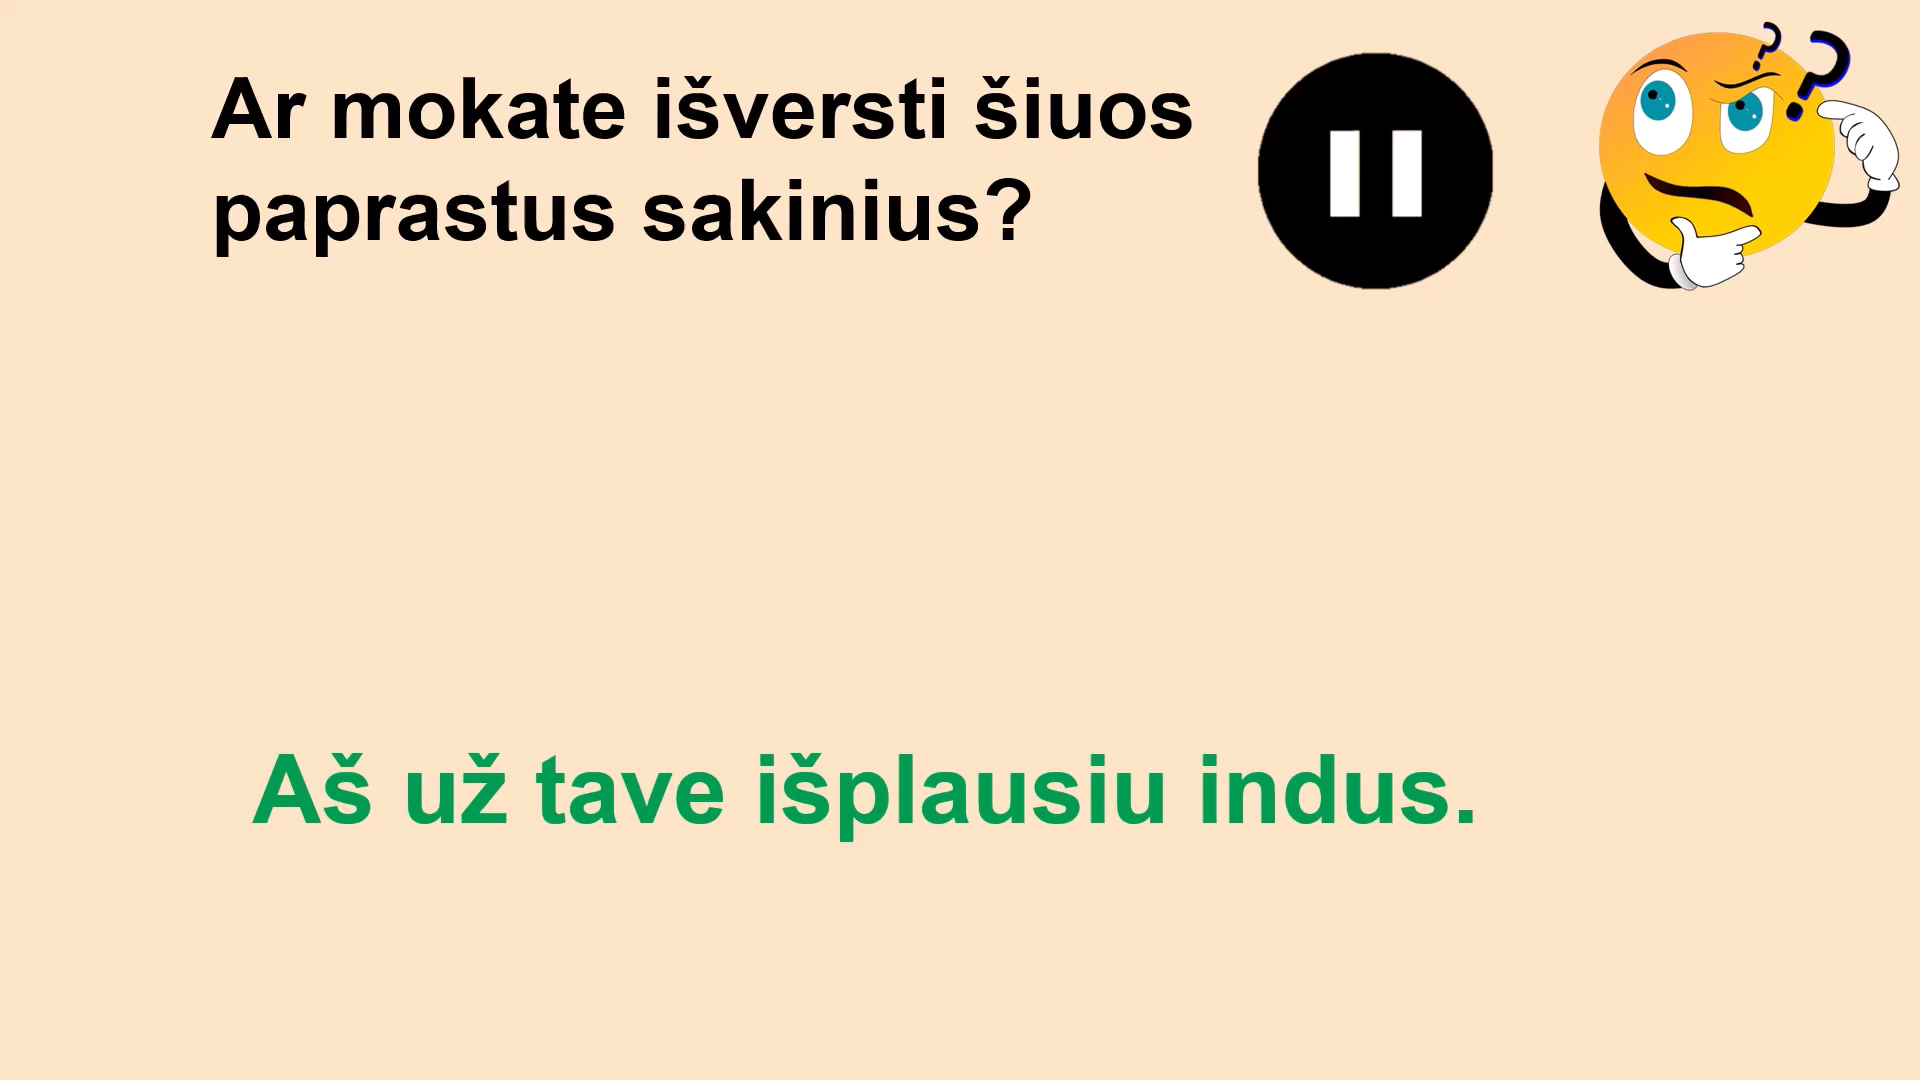 Ar mokate išversti šiuos
paprastus sakinius?
Aš už tave išplausiu indus.